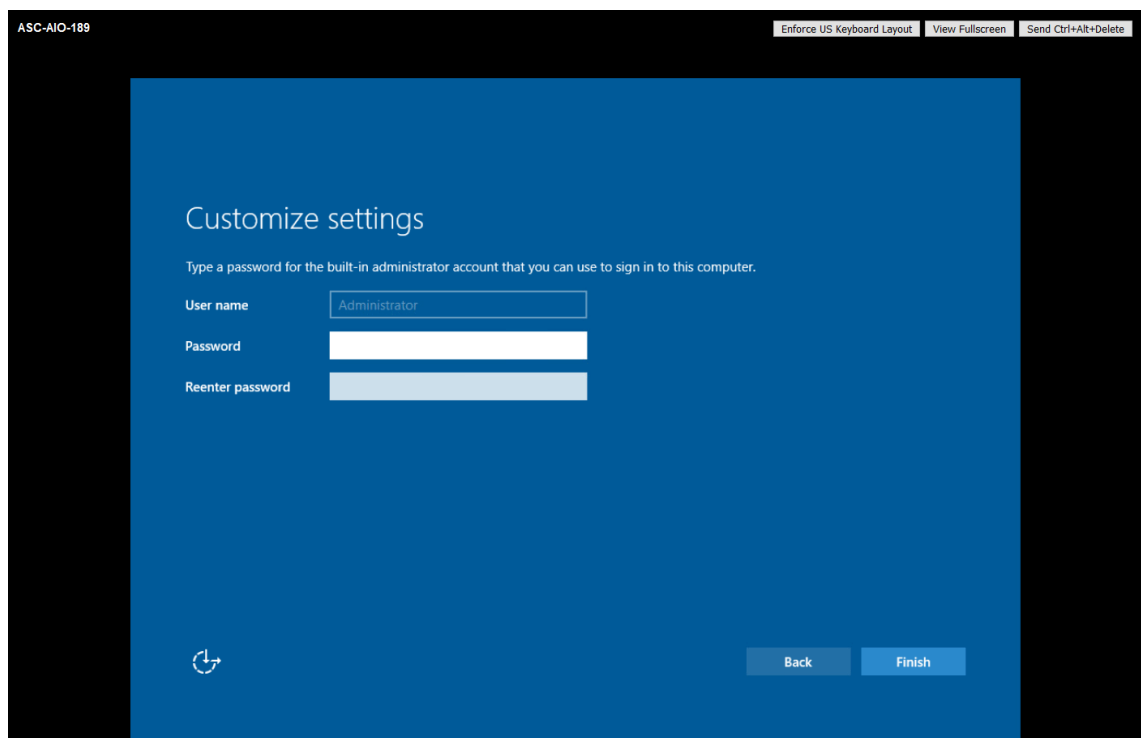 ASC-AIO-189
Enforce US Keyboard Layout View Fullscreen Send Ctrl+Alt+Delete
Customize settings
Type a password for the built-in administrator account that you can use to sign in to this computer.
User name Administrator
Password
Reenter password
Back Finish